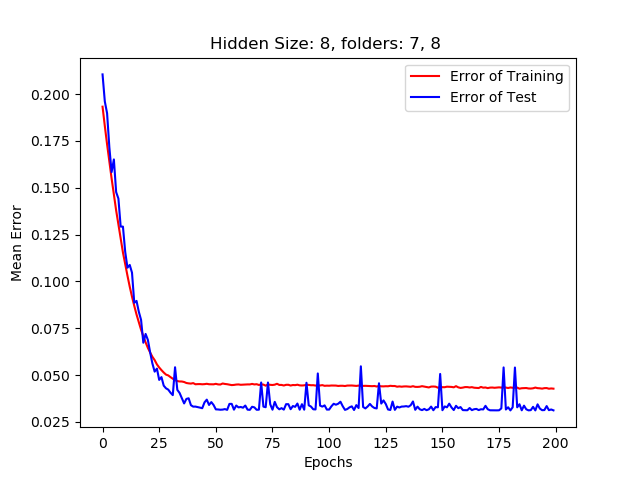 Hidden Size: 8, folders: 7, 8
Error of Training
Error of Test
Mean Error
0.200
0.175
0.150
0.125
0.100
0.075
0.050
0.025
0 25 50 75 100 125 150 175 200
Epochs